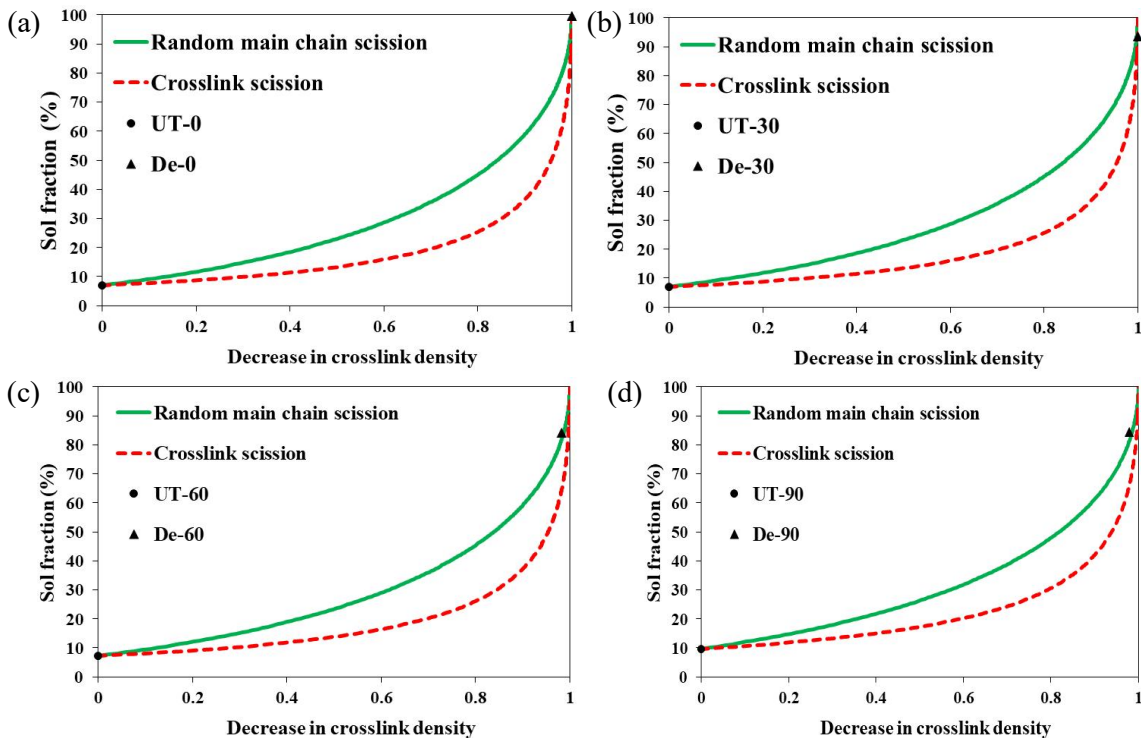 (a)
Sol fraction (%)
100
90
80
70
60
50
40
30
20
10
0
Random main chain scission
Crosslink scission
UT-0
De-0
0 0.2 0.4 0.6 0.8 1
Decrease in crosslink density
(b)
Sol fraction (%)
100
90
80
70
60
50
40
30
20
10
0
Random main chain scission
Crosslink scission
UT-30
De-30
0 0.2 0.4 0.6 0.8 1
Decrease in crosslink density
(c)
Sol fraction (%)
100
90
80
70
60
50
40
30
20
10
0
Random main chain scission
Crosslink scission
UT-60
De-60
0 0.2 0.4 0.6 0.8 1
Decrease in crosslink density
(d)
Sol fraction (%)
100
90
80
70
60
50
40
30
20
10
0
Random main chain scission
Crosslink scission
UT-90
De-90
0 0.2 0.4 0.6 0.8 1
Decrease in crosslink density